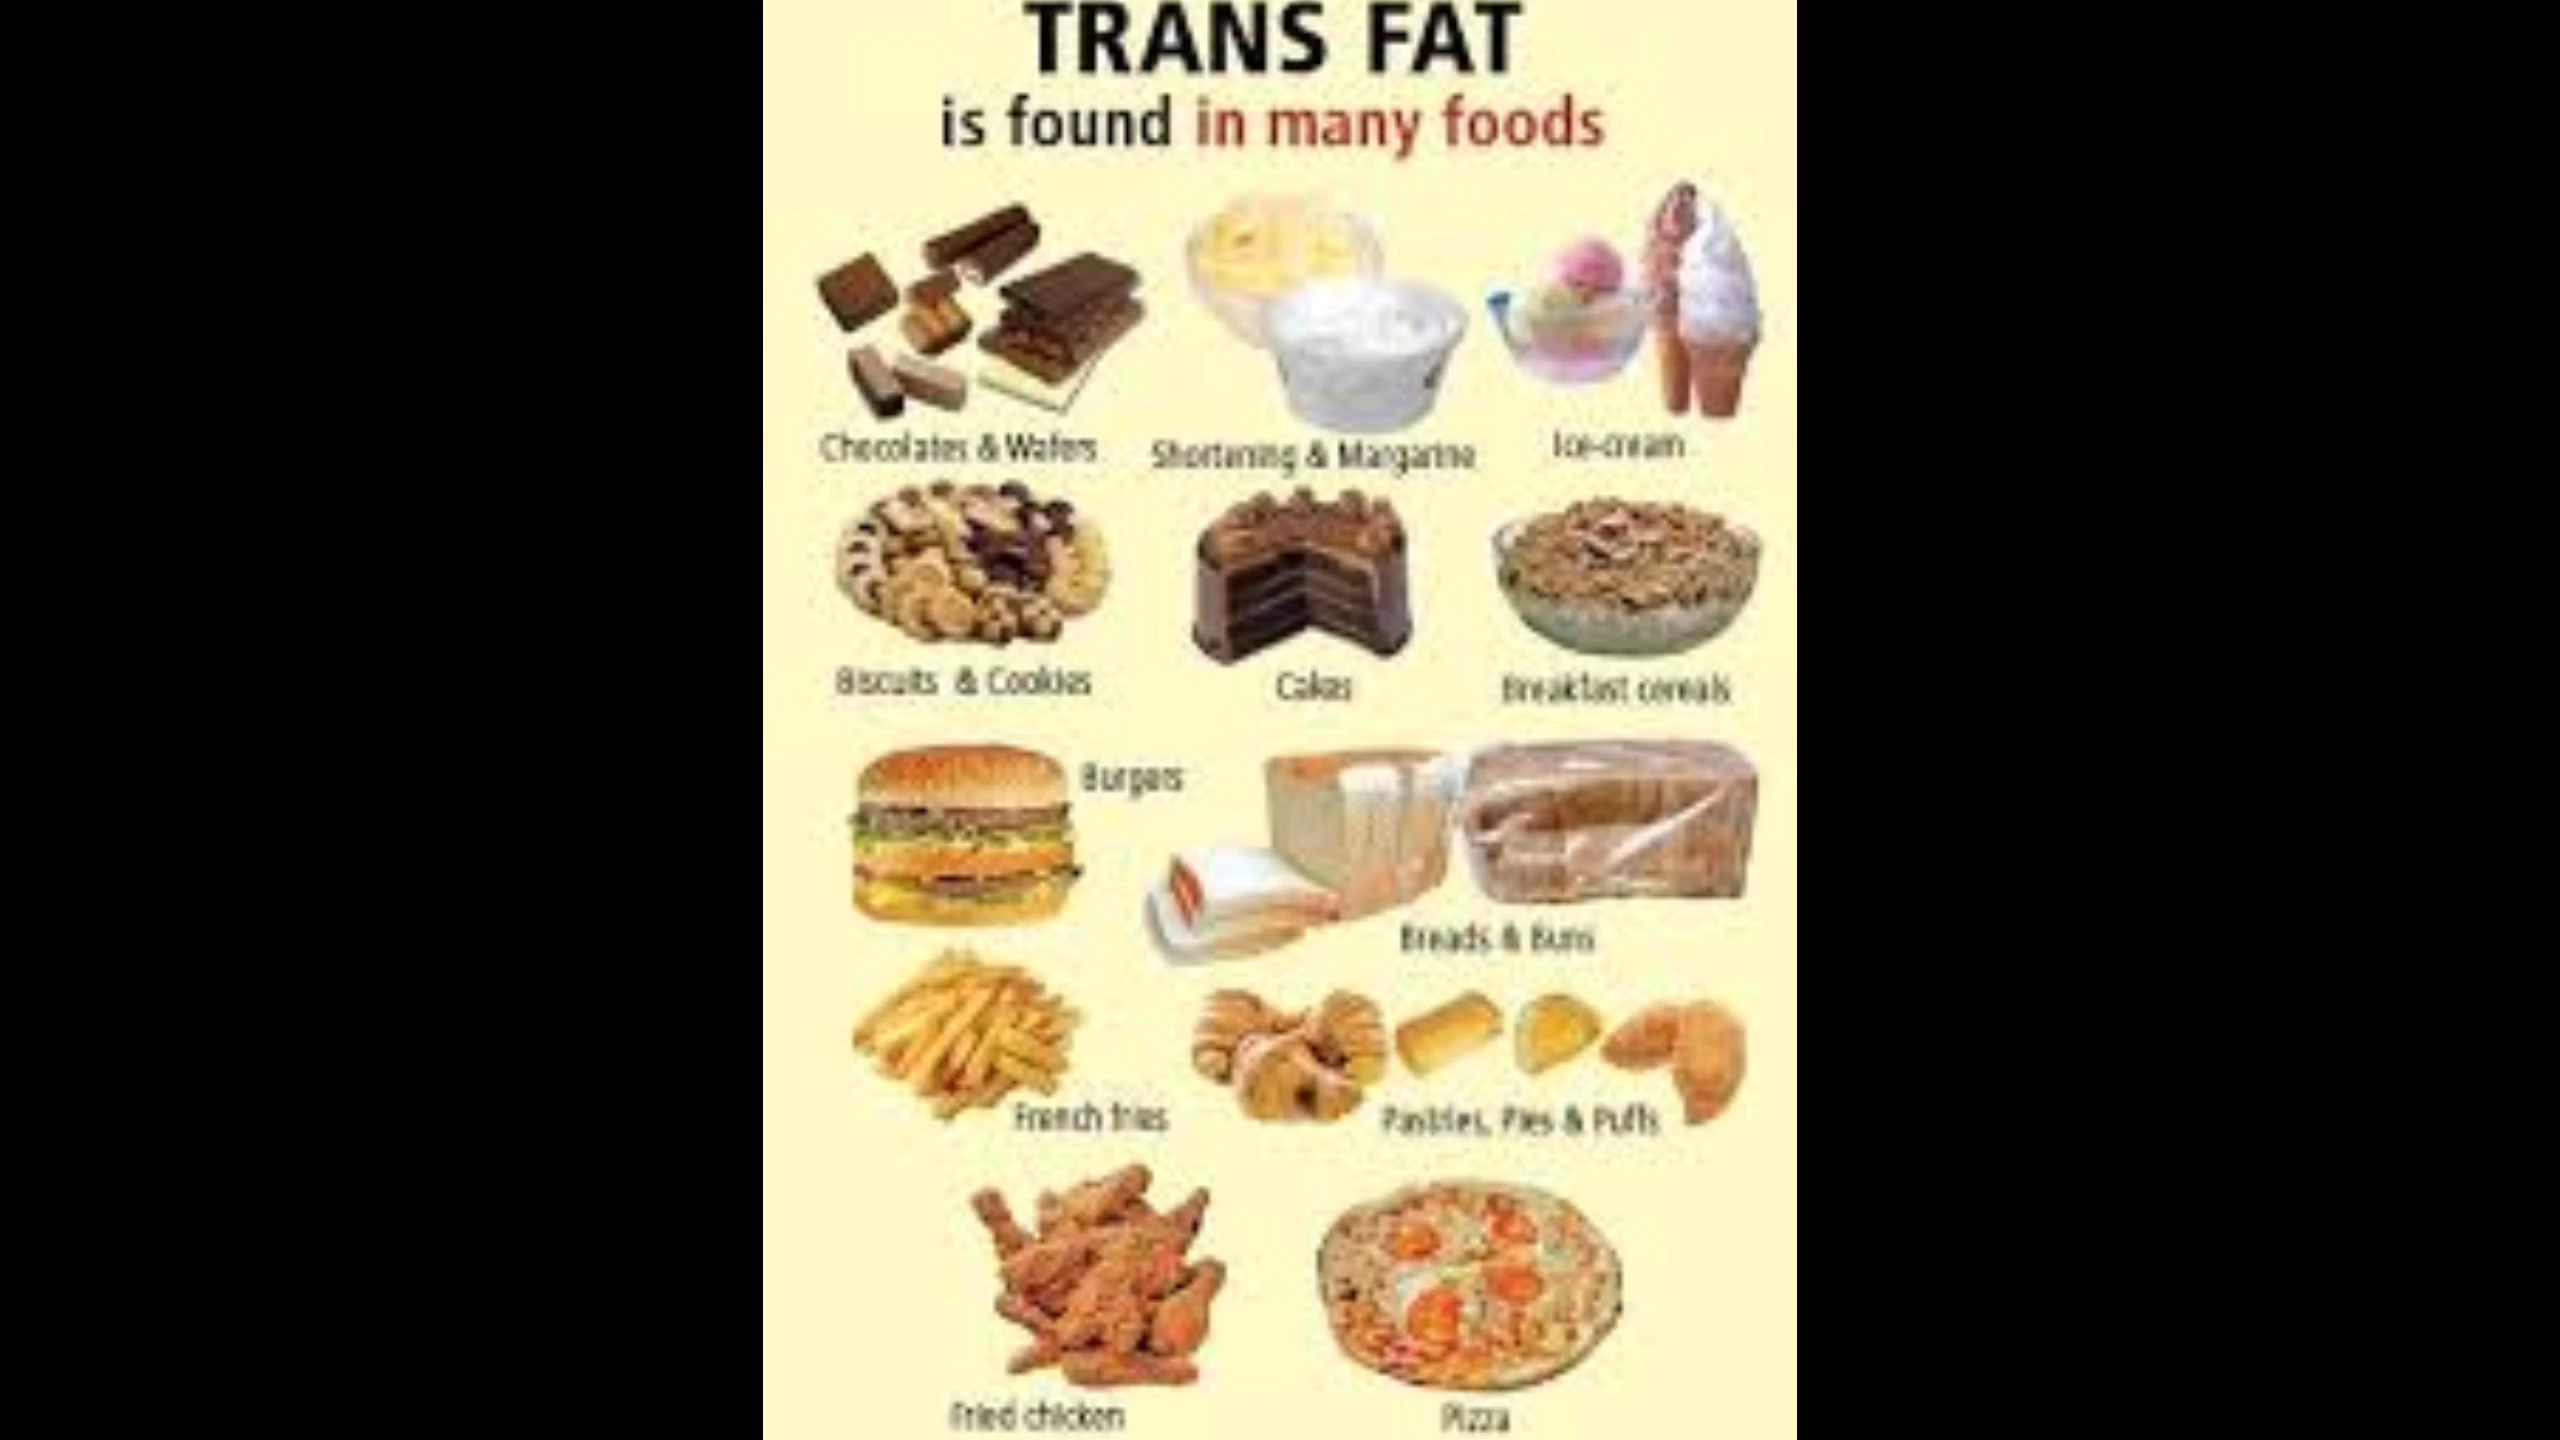 TRANS FAT
is found in many foods
Chocolates & Wafers
Shortening & Margarine
Ice-cream
Biscuits & Cookies
Cakes
Breakfast cereals
Burgers
Breads & Buns
French fries
Pastries, Pies & Puffs
Fried chicken
Pizza